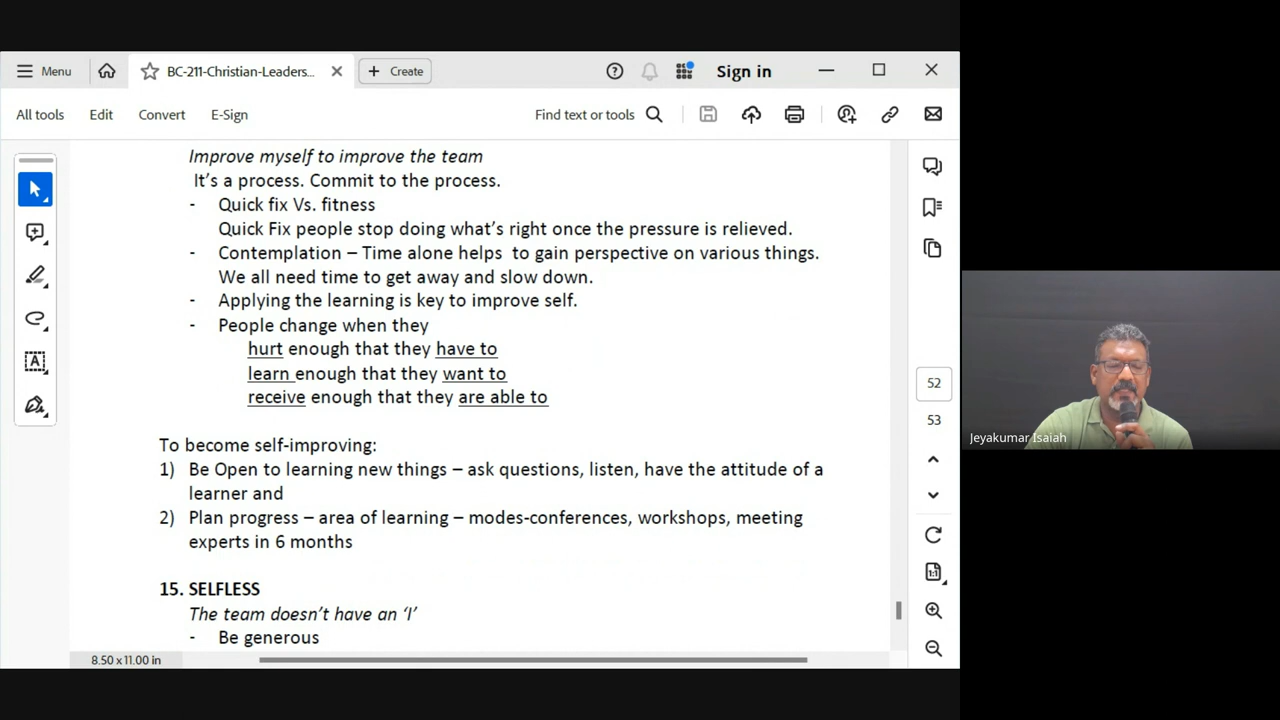 Menu
BC-211-Christian-Leaders...
Create
Sign in
All tools
Edit
Convert
E-Sign
Find text or tools
Improve myself to improve the team
It's a process. Commit to the process.
- Quick fix Vs. fitness
Quick Fix people stop doing what's right once the pressure is relieved.
- Contemplation – Time alone helps to gain perspective on various things.
We all need time to get away and slow down.
- Applying the learning is key to improve self.
- People change when they
hurt enough that they have to
learn enough that they want to
receive enough that they are able to
To become self-improving:
1) Be Open to learning new things – ask questions, listen, have the attitude of a
learner and
2) Plan progress – area of learning – modes-conferences, workshops, meeting
experts in 6 months
15. SELFLESS
The team doesn't have an 'I'
- Be generous
8.50 x 11.00 in
52
53
1:1
Jeyakumar Isaiah